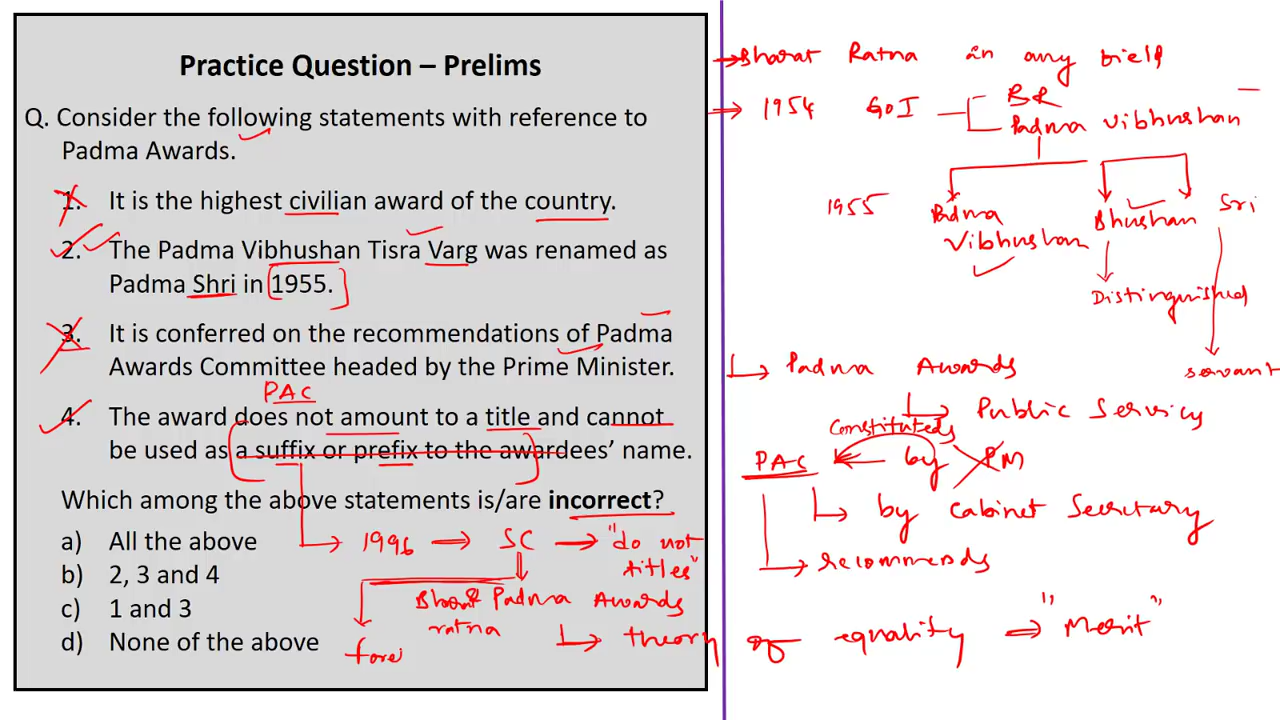 Practice Question – Prelims
Q. Consider the following statements with reference to
Padma Awards.
1. It is the highest civilian award of the country.
2. The Padma Vibhushan Tisra Varg was renamed as
Padma Shri in 1955.
3. It is conferred on the recommendations of Padma
Awards Committee headed by the Prime Minister.
PAC
4. The award does not amount to a title and cannot
be used as a suffix or prefix to the awardees’ name.
Which among the above statements is/are incorrect?
a) All the above
b) 2, 3 and 4
c) 1 and 3
d) None of the above
1996 ⇒ SC → "do not
titles"
Bharat Padma Awards
ratna
→ theory of equality ⇒ "Merit"
→ Bharat Ratna in any field
→ 1954 GoI BR
Padma Vibhushan
1955 Padma Bhushan Sri
Vibhushan
Distinguished
servant
→ Padma Awards
→ Public Service
Constituted
PAC ← by PM
→ by Cabinet Secretary
→ recommends